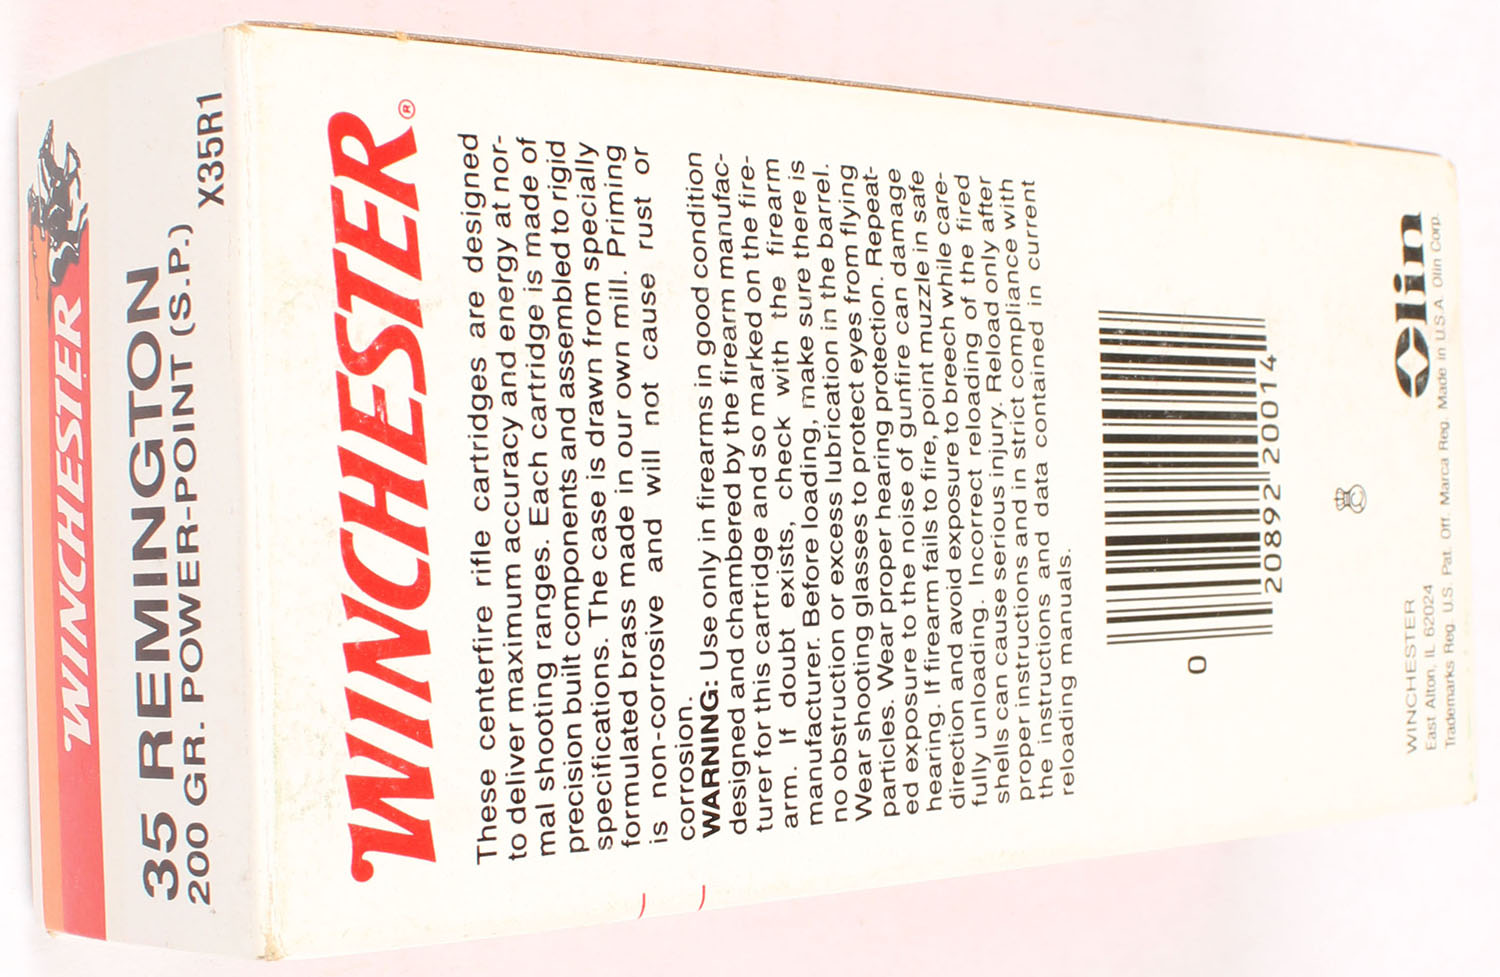 WINCHESTER
35 REMINGTON
200 GR. POWER-POINT (S.P.)
X35R1
WINCHESTER®
These centerfire rifle cartridges are designed
to deliver maximum accuracy and energy at nor-
mal shooting ranges. Each cartridge is made of
precision built components and assembled to rigid
specifications. The case is drawn from specially
formulated brass made in our own mill. Priming
is non-corrosive and will not cause rust or
corrosion.
WARNING: Use only in firearms in good condition
designed and chambered by the firearm manufac-
turer for this cartridge and so marked on the fire-
arm. If doubt exists, check with the firearm
manufacturer. Before loading, make sure there is
no obstruction or excess lubrication in the barrel.
Wear shooting glasses to protect eyes from flying
particles. Wear proper hearing protection. Repeat-
ed exposure to the noise of gunfire can damage
hearing. If firearm fails to fire, point muzzle in safe
direction and avoid exposure to breech while care-
fully unloading. Incorrect reloading of the fired
shells can cause serious injury. Reload only after
proper instructions and in strict compliance with
the instructions and data contained in current
reloading manuals.
0 20892 20014
Olin
WINCHESTER
East Alton, IL 62024
Trademarks Reg. U.S. Pat. Off. Marca Reg. Made in U.S.A. Olin Corp.